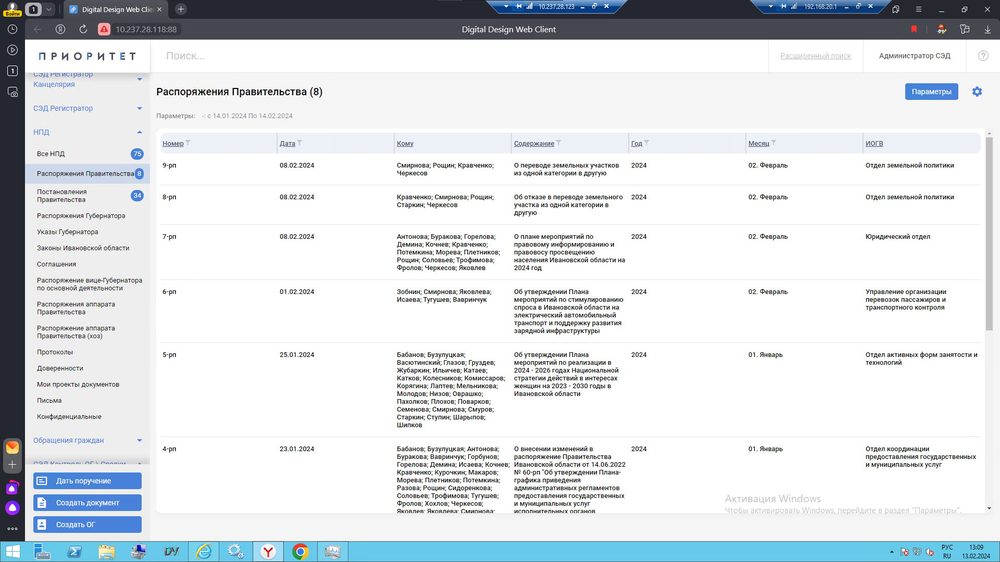 Войти
1
Digital Design Web Clie
10.237.28.123
192.168.20.1
10.237.28.118:88
Digital Design Web Client
1
ПРИОРИТЕТ
Поиск...
Расширенный поиск
Администратор СЭД
СЭД Регистратор
Канцелярия
СЭД Регистратор
НПД
Все НПД 75
Распоряжения Правительства 8
Постановления
Правительства 34
Распоряжения Губернатора
Указы Губернатора
Законы Ивановской области
Соглашения
Распоряжение вице-Губернатора
по основной деятельности
Распоряжения аппарата
Правительства
Распоряжение аппарата
Правительства (хоз)
Протоколы
Доверенности
Мои проекты документов
Письма
Конфиденциальные
Обращения граждан
СЭД Контроль ОГ \ Сводки
Дать поручение
Создать документ
Создать ОГ
Распоряжения Правительства (8)
Параметры
Параметры: -: с 14.01.2024 По 14.02.2024
Номер Дата Кому Содержание Год Месяц ИОГВ
9-рп
08.02.2024
Смирнова; Рощин; Кравченко;
Черкесов
О переводе земельных участков
из одной категории в другую
2024
02. Февраль
Отдел земельной политики
8-рп
08.02.2024
Кравченко; Смирнова; Рощин;
Старкин; Черкесов
Об отказе в переводе земельного
участка из одной категории в
другую
2024
02. Февраль
Отдел земельной политики
7-рп
08.02.2024
Антонова; Буракова; Горелова;
Демина; Кочнев; Кравченко;
Потемкина; Морева; Плетников;
Рощин; Соловьев; Трофимова;
Фролов; Черкесов; Яковлев
О плане мероприятий по
правовому информированию и
правовосу просвещению
населения Ивановской области на
2024 год
2024
02. Февраль
Юридический отдел
6-рп
01.02.2024
Зобнин; Смирнова; Яковлева;
Исаева; Тугушев; Вавринчук
Об утверждении Плана
мероприятий по стимулированию
спроса в Ивановской области на
электрический автомобильный
транспорт и поддержку развития
зарядной инфраструктуры
2024
02. Февраль
Управление организации
перевозок пассажиров и
транспортного контроля
5-рп
25.01.2024
Бабанов; Бузулуцкая;
Васютинский; Глазов; Груздев;
Жубаркин; Ильичев; Катаев;
Катков; Колесников; Комиссаров;
Корягина; Лаптев; Мельникова;
Молодов; Низов; Оврашко;
Пахолков; Плохов; Поварков;
Семенова; Смирнова; Смуров;
Старкин; Ступин; Шарыпов;
Шипков
Об утверждении Плана
мероприятий по реализации в
2024 - 2026 годах Национальной
стратегии действий в интересах
женщин на 2023 - 2030 годы в
Ивановской области
2024
01. Январь
Отдел активных форм занятости и
технологий
4-рп
23.01.2024
Бабанов; Бузулуцкая; Антонова;
Буракова; Вавринчук; Горбунов;
Горелова; Демина; Исаева; Кочнев;
Кравченко; Курочкин; Макаров;
Морева; Плетников; Потемкина;
Разова; Рощин; Сидоренкова;
Соловьев; Трофимова; Тугушев;
Фролов; Хохлов; Черкесов;
Яковлев; Яковлева; Смирнова;
О внесении изменений в
распоряжение Правительства
Ивановской области от 14.06.2022
№ 60-рп "Об утверждении Плана-
графика приведения
административных регламентов
предоставления государственных
и муниципальных услуг
исполнительных органов
2024
01. Январь
Отдел координации
предоставления государственных
и муниципальных услуг
Активация Windows
Чтобы активировать Windows, перейдите в раздел "Параметры".
DV
РУС
RU
13:09
13.02.2024